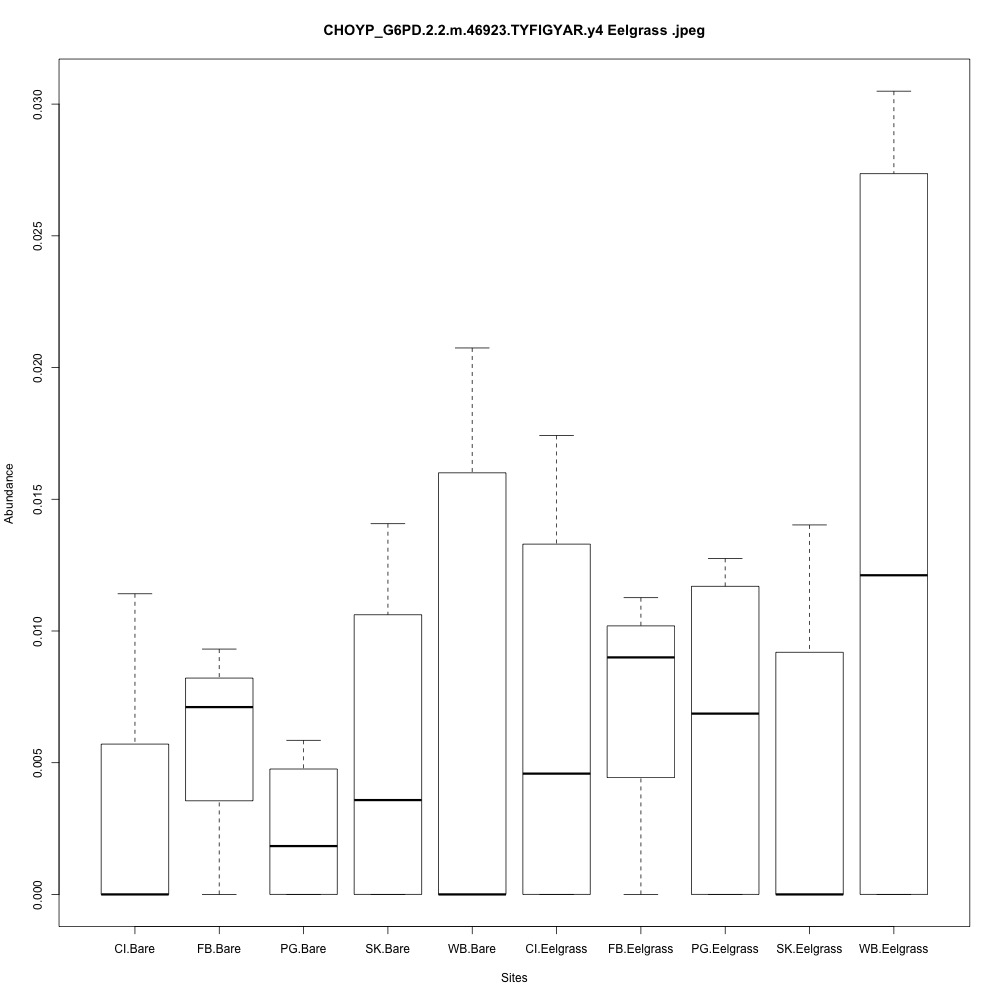 CHOYP_G6PD.2.2.m.46923.TYFIGYAR.y4 Eelgrass .jpeg
0.030
0.025
0.020
0.015
0.010
0.005
0.000
Abundance
CI.Bare FB.Bare PG.Bare SK.Bare WB.Bare CI.Eelgrass FB.Eelgrass PG.Eelgrass SK.Eelgrass WB.Eelgrass
Sites